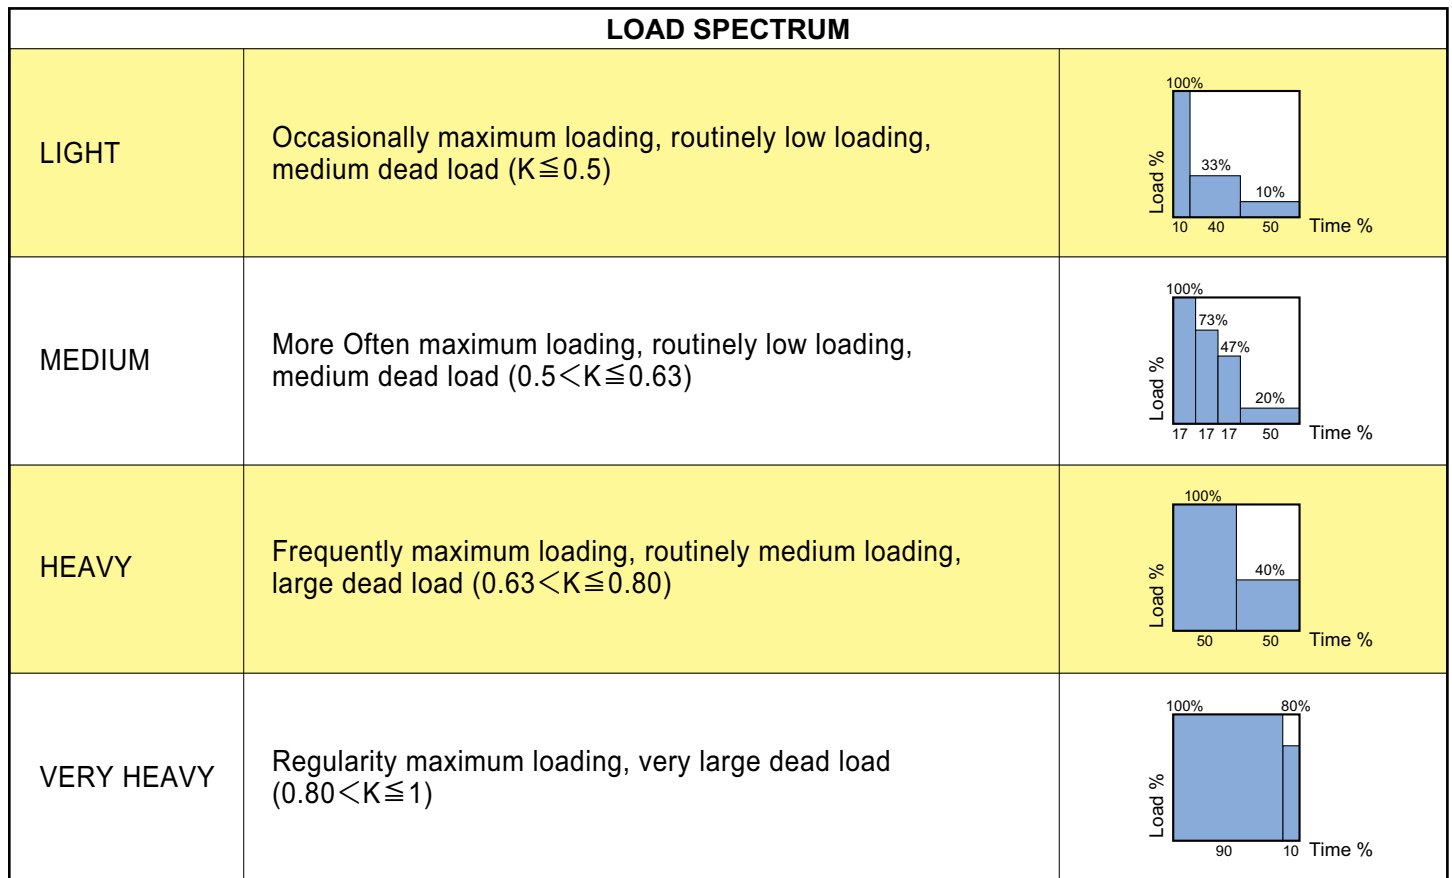 LOAD SPECTRUM
LIGHT
Occasionally maximum loading, routinely low loading,
medium dead load (K≦0.5)
100%
33%
10%
Load %
10 40 50 Time %
MEDIUM
More Often maximum loading, routinely low loading,
medium dead load (0.5<K≦0.63)
100%
73%
47%
20%
Load %
17 17 17 50 Time %
HEAVY
Frequently maximum loading, routinely medium loading,
large dead load (0.63<K≦0.80)
100%
40%
Load %
50 50 Time %
VERY HEAVY
Regularity maximum loading, very large dead load
(0.80<K≦1)
100% 80%
Load %
90 10 Time %